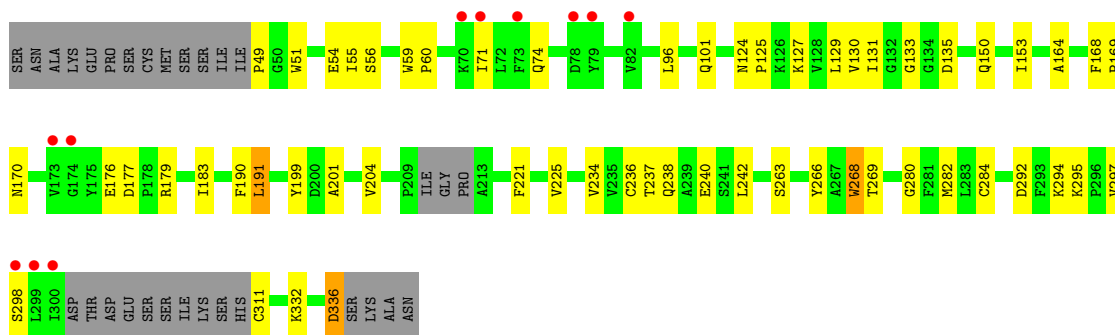 SER ASN ALA LYS GLU PRO SER CYS MET SER SER ILE ILE P49 G50 W51 E54 I55 S56 W59 P60 K70 I71 L72 F73 Q74 D78 Y79 V82 L96 Q101 N124 P125 K126 K127 V128 L129 V130 I131 G132 G133 G134 D135 Q150 I153 A164 F168
N170 V173 G174 Y175 E176 D177 P178 R179 I183 F190 L191 Y199 D200 A201 V204 P209 ILE GLY PRO A213 F221 V225 V234 V235 C236 T237 Q238 A239 E240 S241 L242 S263 Y266 A267 W268 T269 G280 F281 M282 L283 C284 D292 F293 K294 K295 P296
S298 L299 I300 ASP THR ASP GLU SER SER ILE LYS SER HIS C311 K332 D336 SER LYS ALA ASN